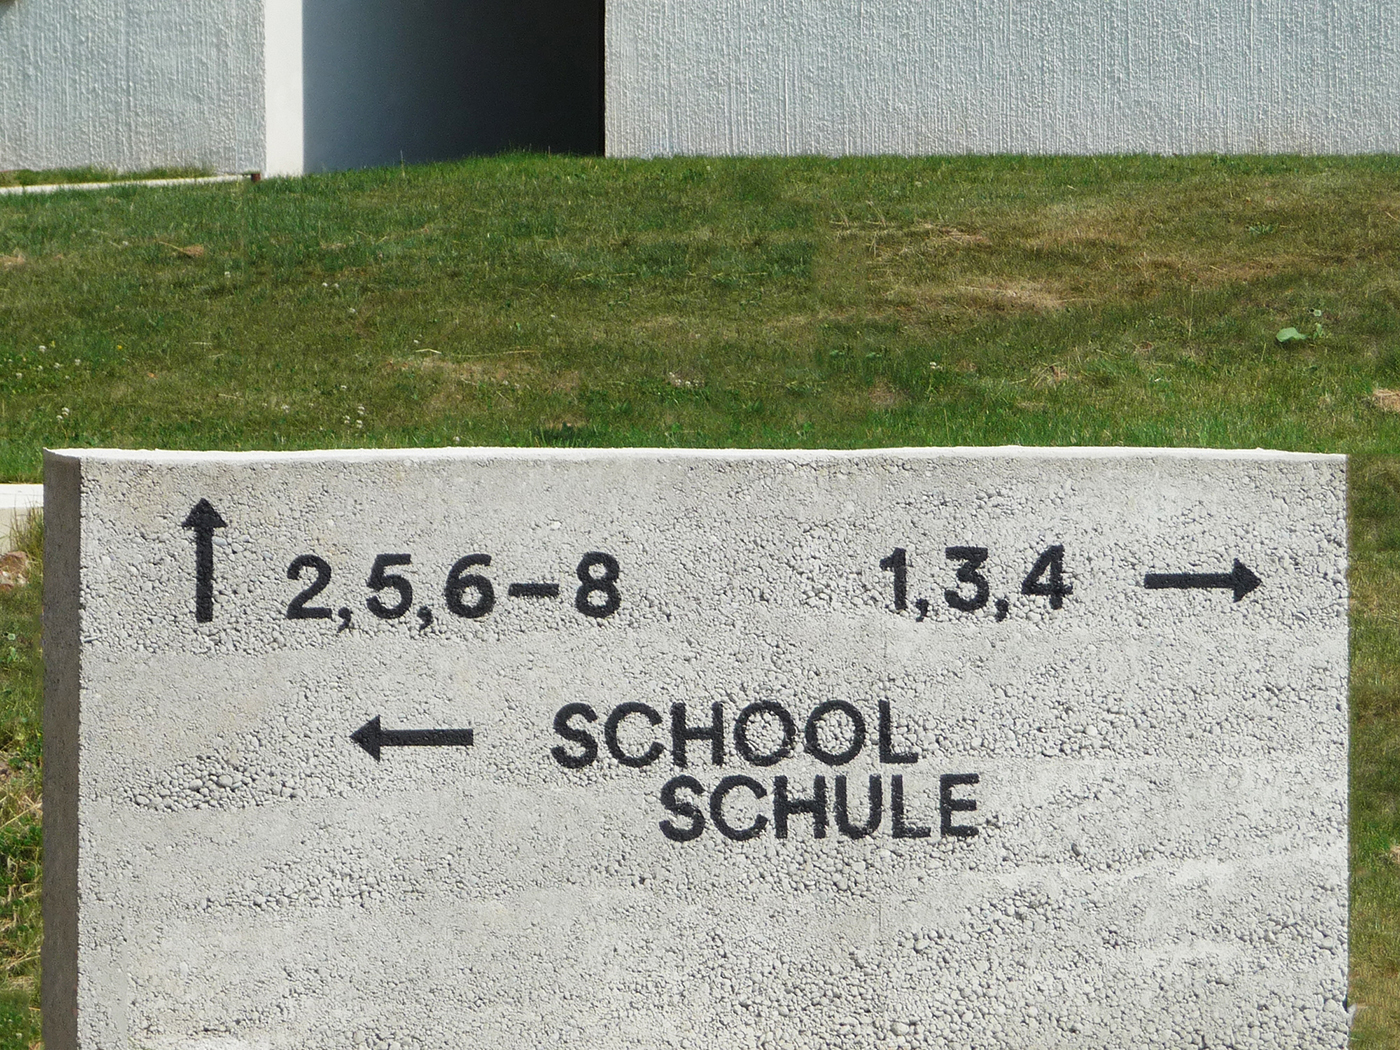 ↑ 2,5,6–8 1,3,4 →
← SCHOOL
SCHULE